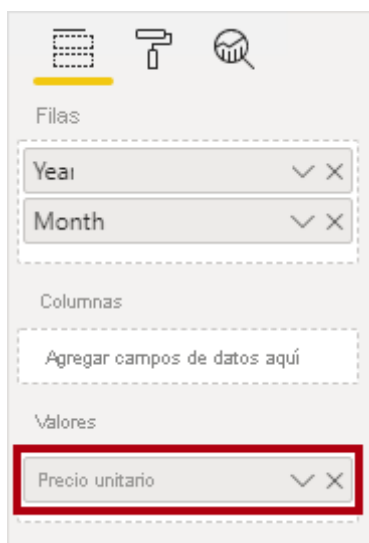 Filas
Year
Month
Columnas
Agregar campos de datos aquí
Valores
Precio unitario